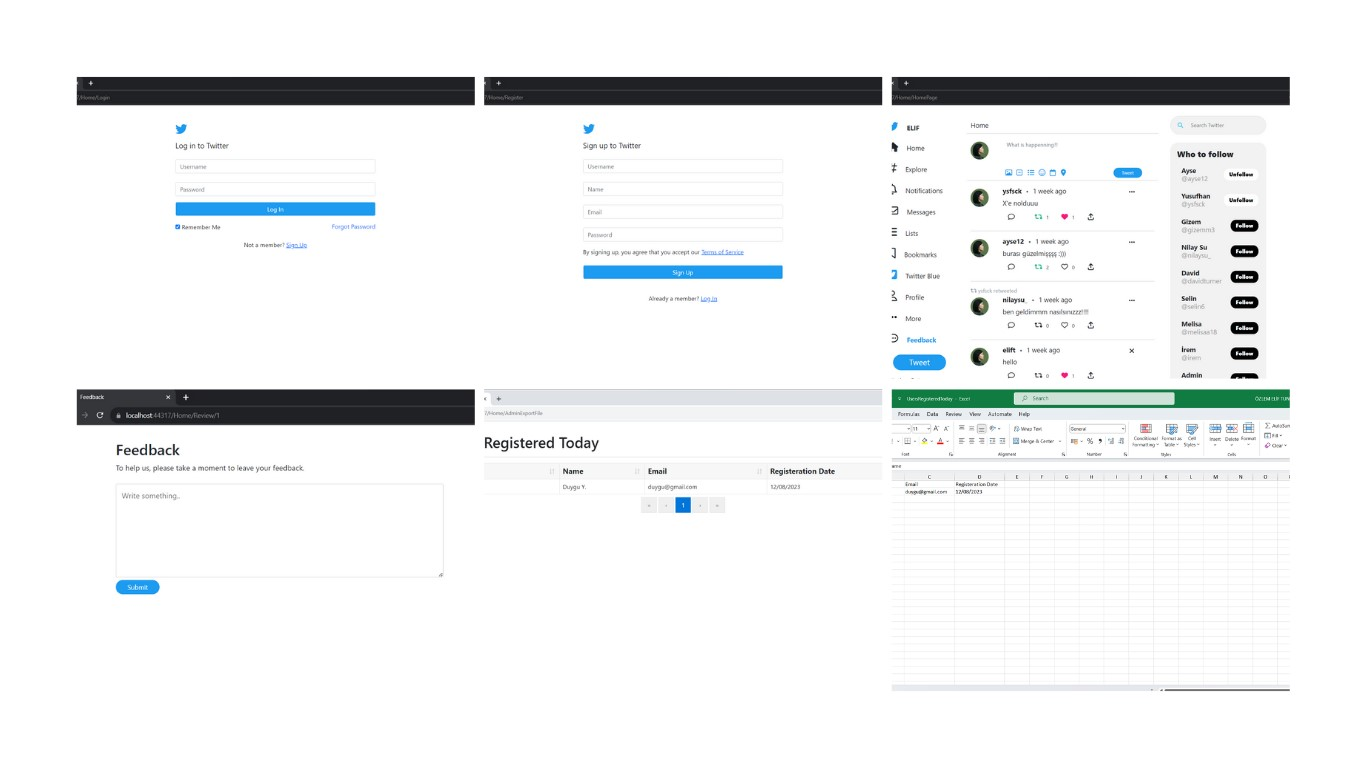 /Home/Login
Log in to Twitter
Username
Password
Log In
Remember Me
Forgot Password
Not a member? Sign Up
/Home/Register
Sign up to Twitter
Username
Name
Email
Password
By signing up, you agree that you accept our Terms of Service
Sign Up
Already a member? Log In
/Home/HomePage
ELIF
Home
Explore
Notifications
Messages
Lists
Bookmarks
Twitter Blue
Profile
More
Feedback
Tweet
Home
What is happenning!!!
Tweet
ysfsck • 1 week ago
X'e nolduuu
1 1
ayse12 • 1 week ago
burası güzelmişşşş :)))
2 0
ysfsck retweeted
nilaysu_ • 1 week ago
ben geldimmm nasılsınızzz!!!!
0 0
elift • 1 week ago
hello
0 1
Search Twitter
Who to follow
Ayse
@ayse12
Unfollow
Yusufhan
@ysfsck
Unfollow
Gizem
@gizemm3
Follow
Nilay Su
@nilaysu_
Follow
David
@davidturner
Follow
Selin
@selin6
Follow
Melisa
@melisaa18
Follow
İrem
@irem
Follow
Admin
Follow
Feedback
localhost:44317/Home/Review/1
Feedback
To help us, please take a moment to leave your feedback.
Write something..
Submit
/Home/AdminExportFile
Registered Today
Name Email Registeration Date
Duygu Y. duygu@gmail.com 12/08/2023
« ‹ 1 › »
UsersRegisteredToday - Excel
Search
ÖZLEM ELIF TUN
Formulas Data Review View Automate Help
11
Wrap Text
General
Merge & Center
Conditional Formatting
Format as Table
Cell Styles
Insert
Delete
Format
AutoSum
Fill
Clear
Font
Alignment
Number
Styles
Cells
ame
C D E F G H I J K L M N O
Email Registeration Date
duygu@gmail.com 12/08/2023